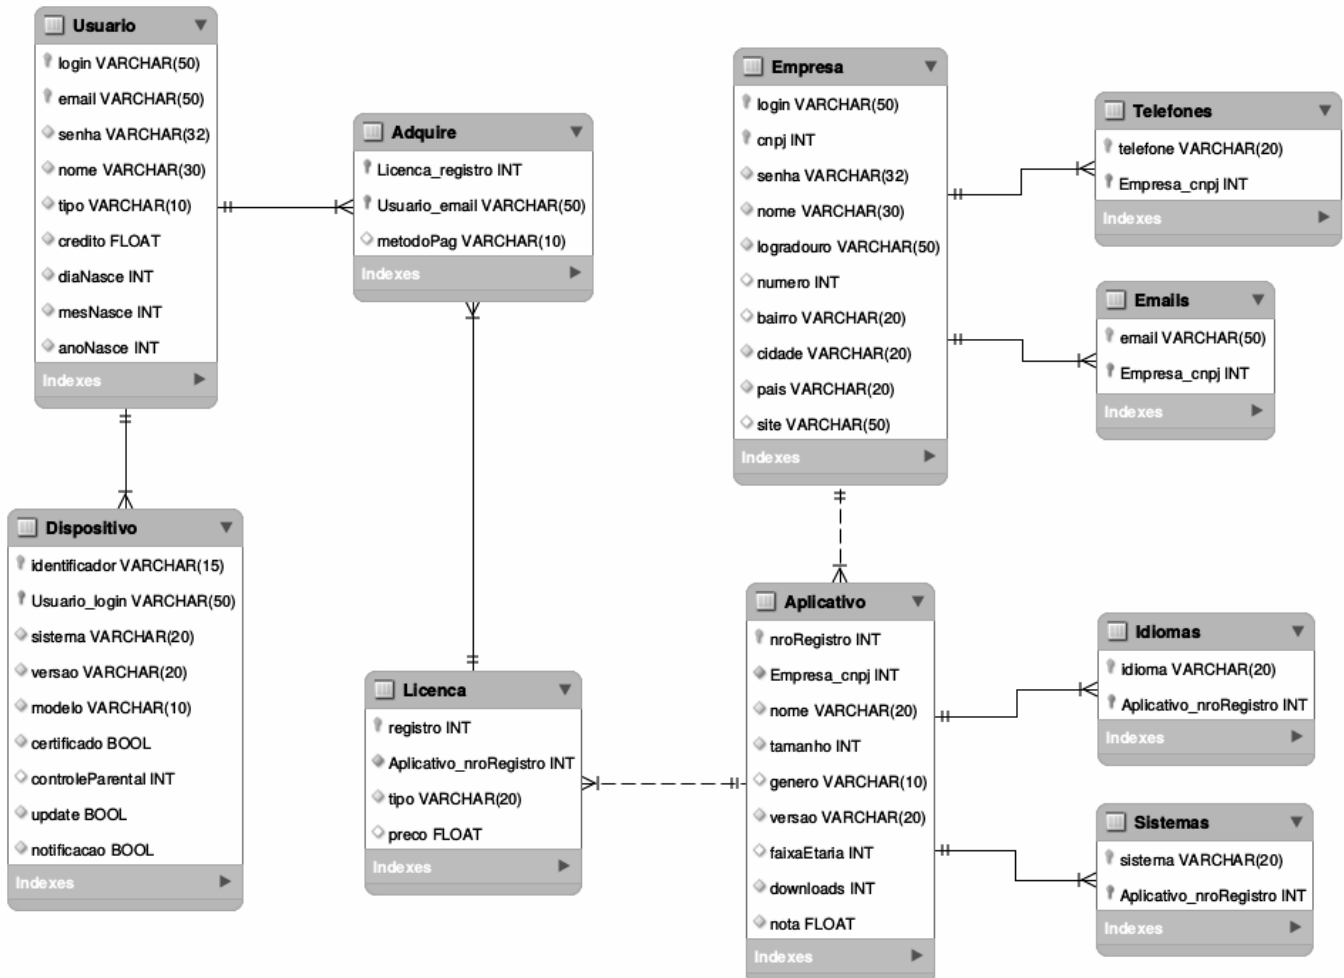 Usuario
login VARCHAR(50)
email VARCHAR(50)
senha VARCHAR(32)
nome VARCHAR(30)
tipo VARCHAR(10)
credito FLOAT
diaNasce INT
mesNasce INT
anoNasce INT
Indexes
Adquire
Licenca_registro INT
Usuario_email VARCHAR(50)
metodoPag VARCHAR(10)
Indexes
Empresa
login VARCHAR(50)
cnpj INT
senha VARCHAR(32)
nome VARCHAR(30)
logradouro VARCHAR(50)
numero INT
bairro VARCHAR(20)
cidade VARCHAR(20)
pais VARCHAR(20)
site VARCHAR(50)
Indexes
Telefones
telefone VARCHAR(20)
Empresa_cnpj INT
Indexes
Emails
email VARCHAR(50)
Empresa_cnpj INT
Indexes
Dispositivo
identificador VARCHAR(15)
Usuario_login VARCHAR(50)
sistema VARCHAR(20)
versao VARCHAR(20)
modelo VARCHAR(10)
certificado BOOL
controleParental INT
update BOOL
notificacao BOOL
Indexes
Licenca
registro INT
Aplicativo_nroRegistro INT
tipo VARCHAR(20)
preco FLOAT
Indexes
Aplicativo
nroRegistro INT
Empresa_cnpj INT
nome VARCHAR(20)
tamanho INT
genero VARCHAR(10)
versao VARCHAR(20)
faixaEtaria INT
downloads INT
nota FLOAT
Indexes
Idiomas
idioma VARCHAR(20)
Aplicativo_nroRegistro INT
Indexes
Sistemas
sistema VARCHAR(20)
Aplicativo_nroRegistro INT
Indexes